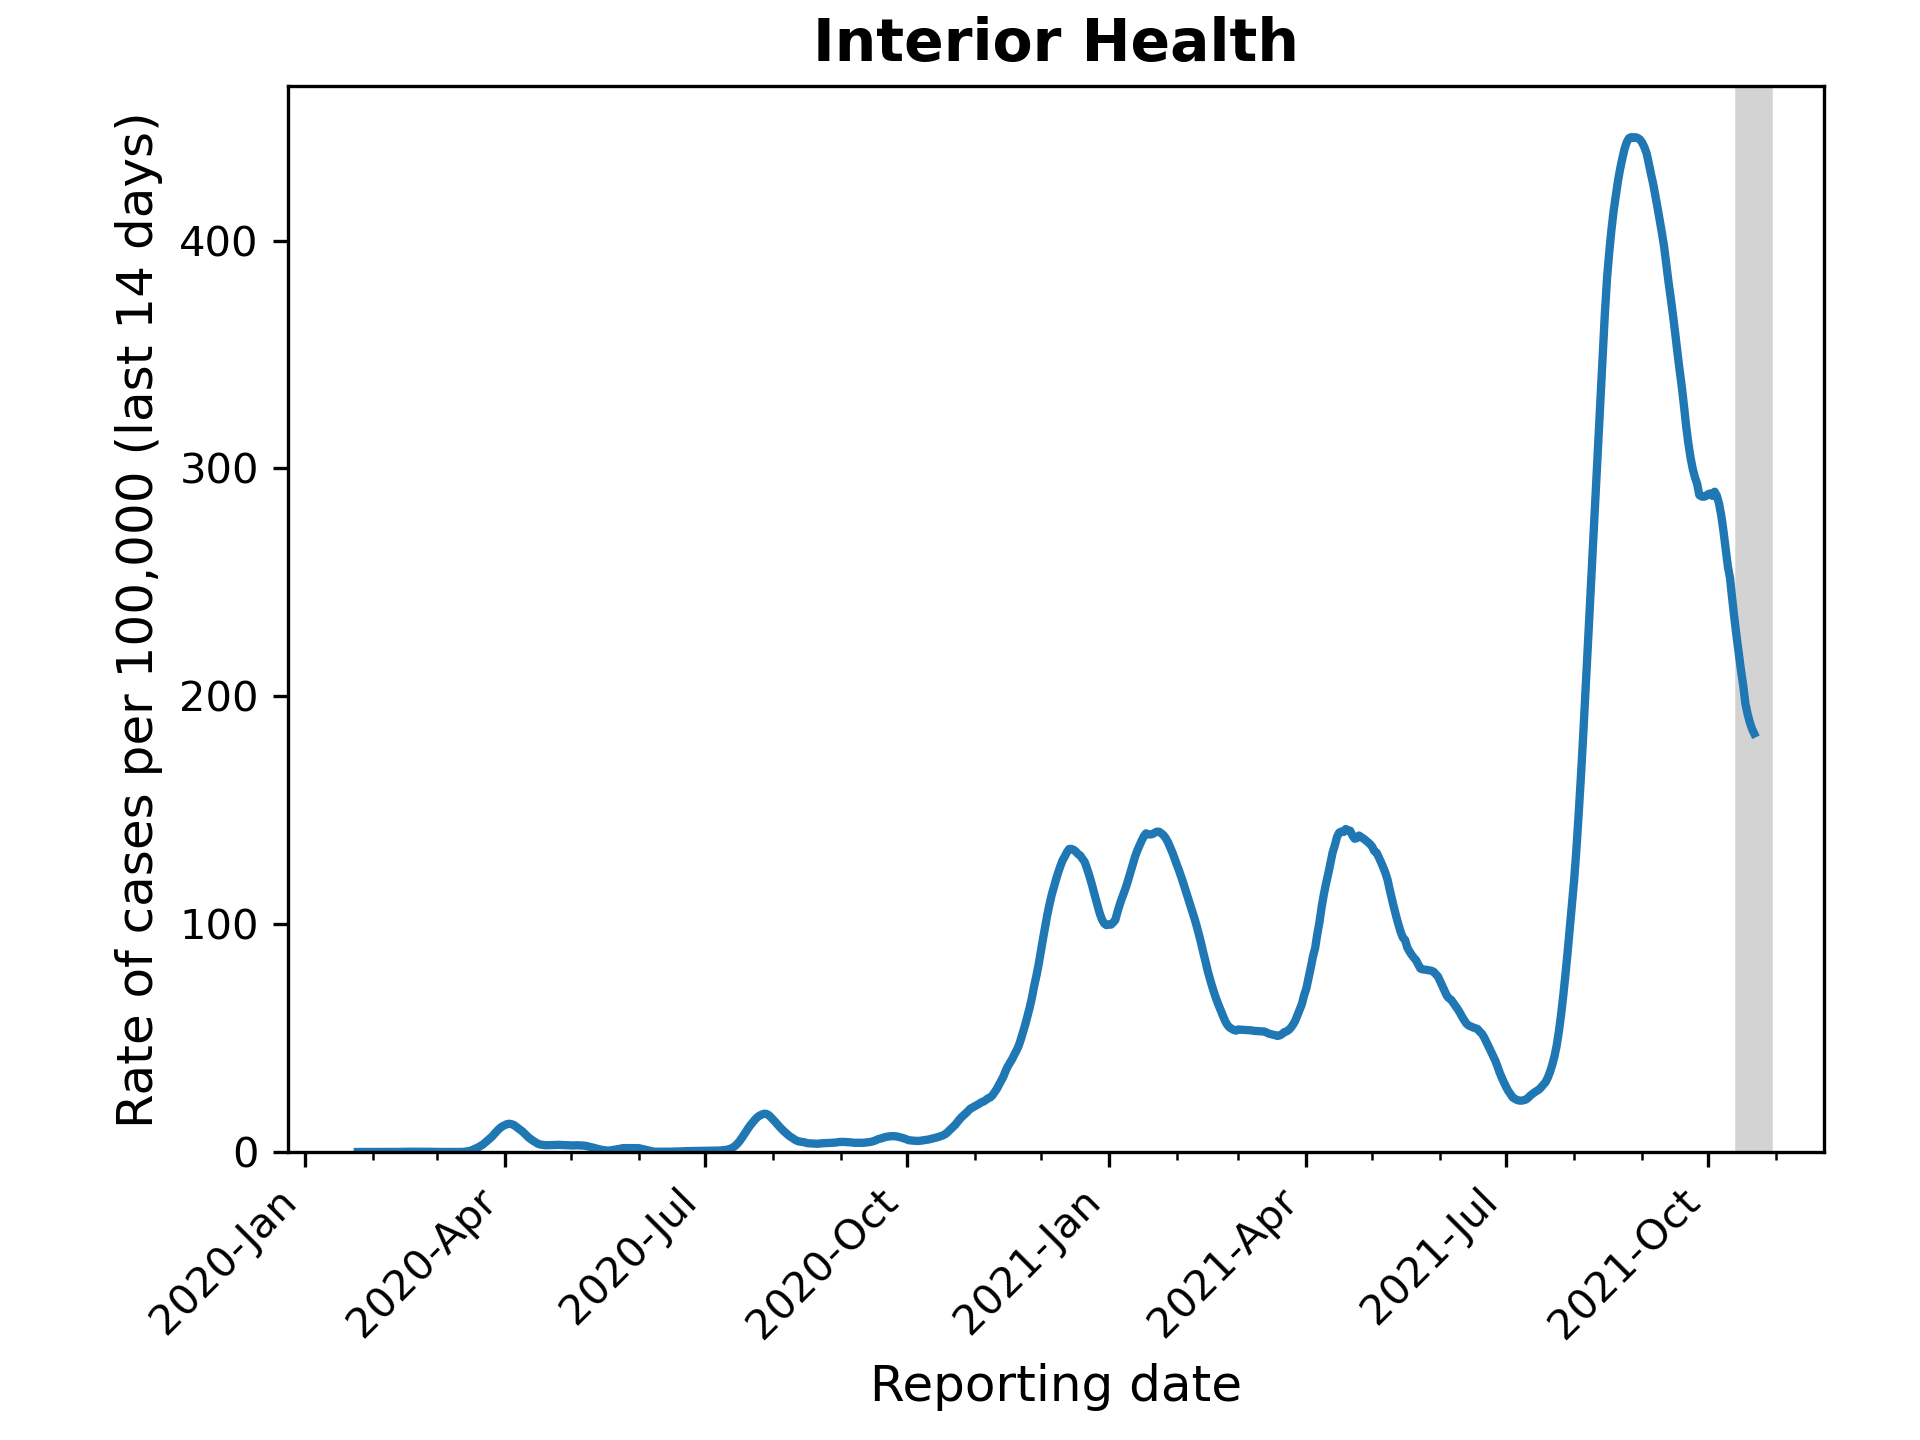 Interior Health
Rate of cases per 100,000 (last 14 days)
400
300
200
100
0
2020-Jan
2020-Apr
2020-Jul
2020-Oct
2021-Jan
2021-Apr
2021-Jul
2021-Oct
Reporting date